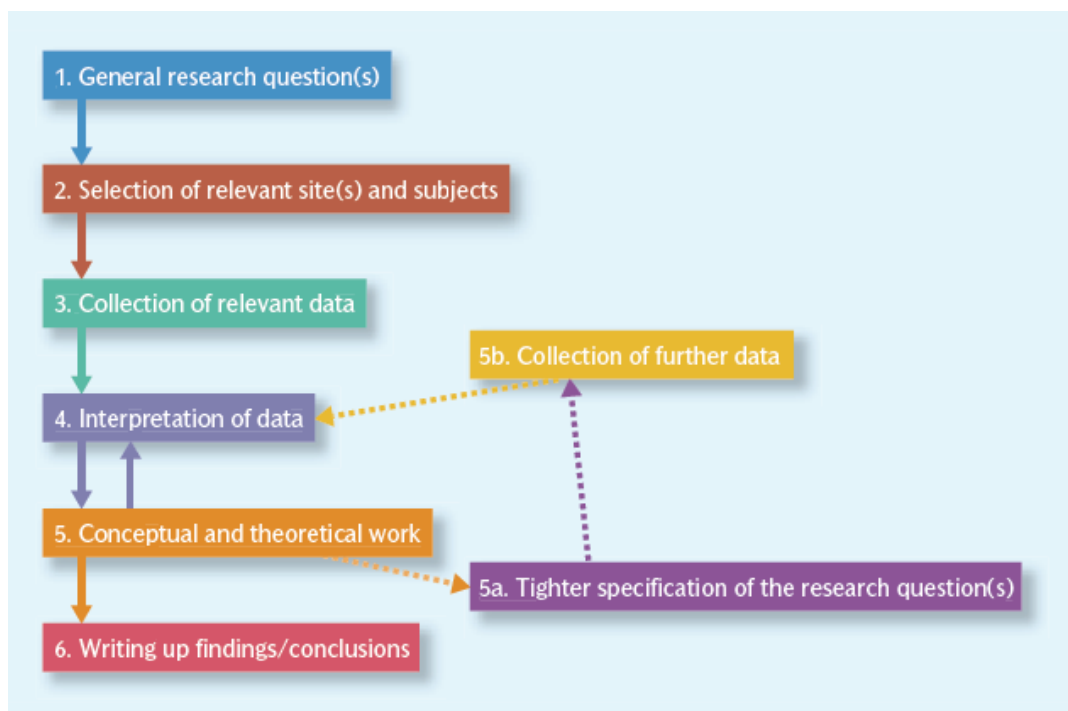 1. General research question(s)
2. Selection of relevant site(s) and subjects
3. Collection of relevant data
5b. Collection of further data
4. Interpretation of data
5. Conceptual and theoretical work
5a. Tighter specification of the research question(s)
6. Writing up findings/conclusions